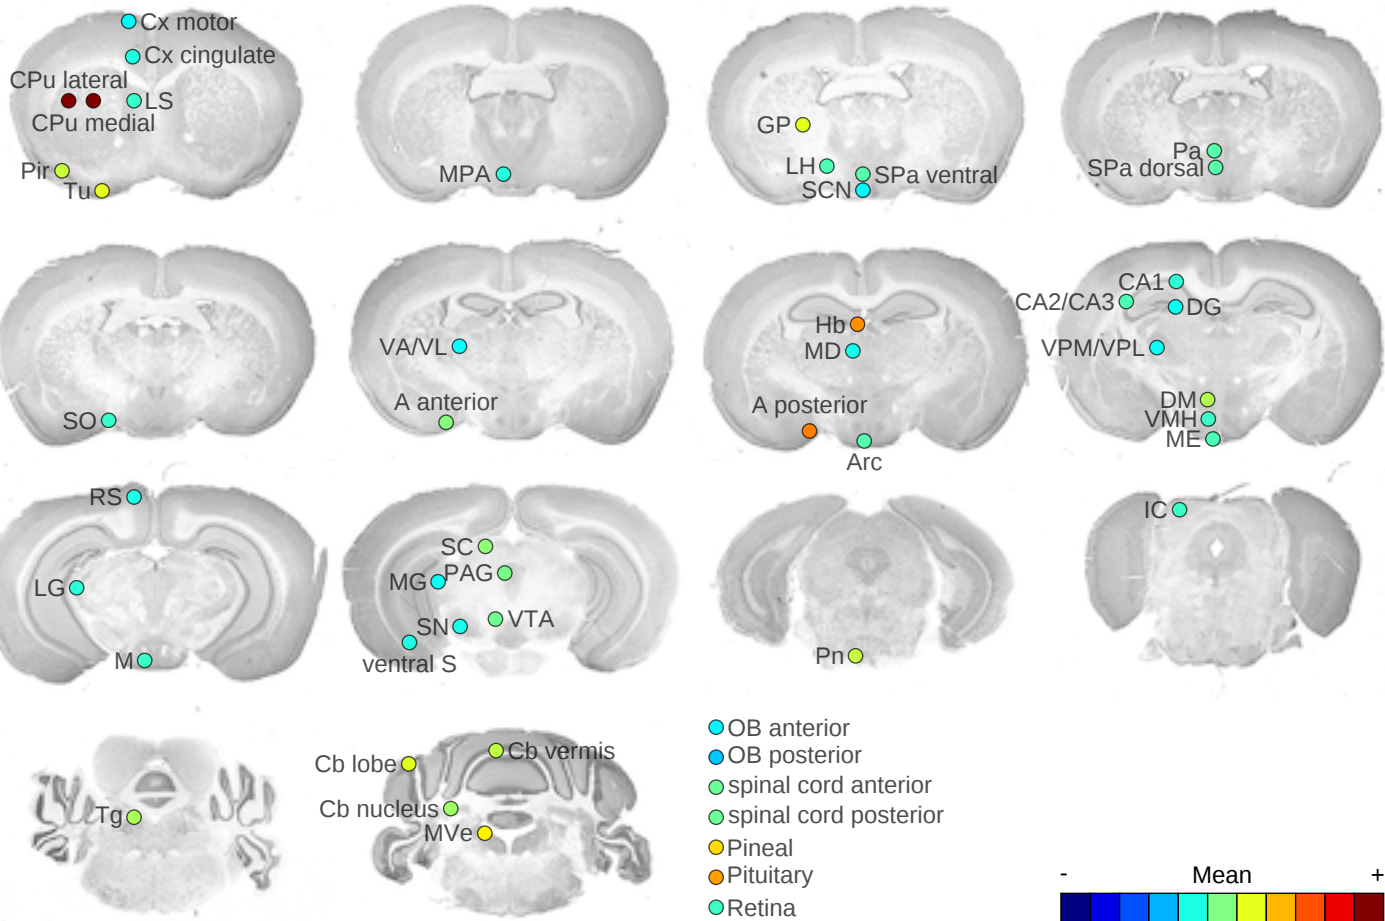 Cx motor
Cx cingulate
CPu lateral
LS
CPu medial
Pir
Tu
MPA
GP
LH
SPa ventral
SCN
Pa
SPa dorsal
SO
VA/VL
A anterior
Hb
MD
A posterior
Arc
CA1
CA2/CA3
DG
VPM/VPL
DM
VMH
ME
RS
LG
M
SC
MG
PAG
SN
VTA
ventral S
Pn
IC
Tg
Cb lobe
Cb vermis
Cb nucleus
MVe
OB anterior
OB posterior
spinal cord anterior
spinal cord posterior
Pineal
Pituitary
Retina
- Mean +